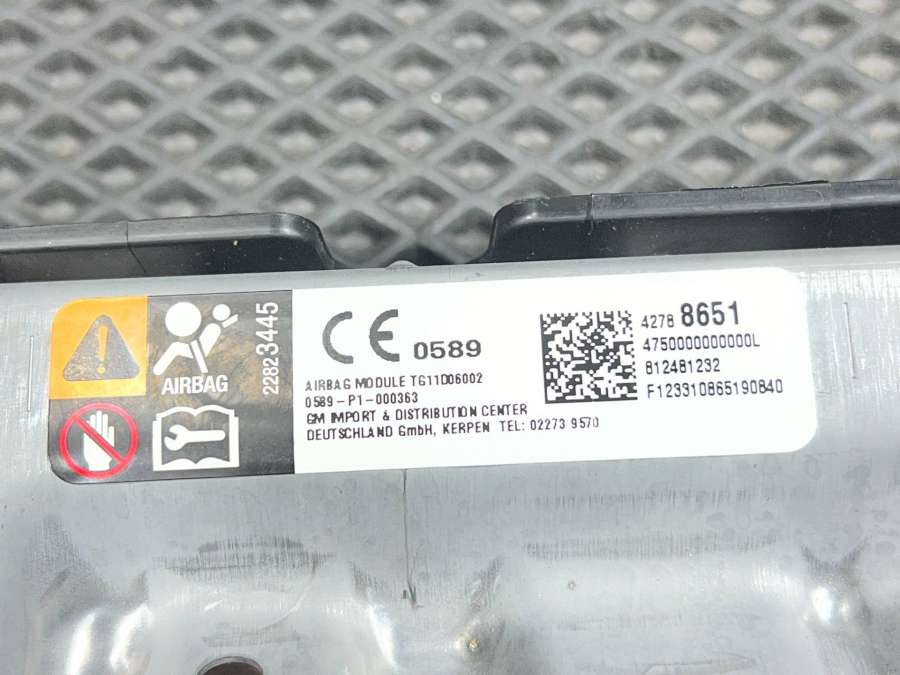 AIRBAG
22823445
CE 0589
AIRBAG MODULE TG11D06002
0589-P1-000363
GM IMPORT & DISTRIBUTION CENTER
DEUTSCHLAND GmbH, KERPEN TEL: 02273 9570
4278 8651
4750000000000L
812481232
F123310865190840